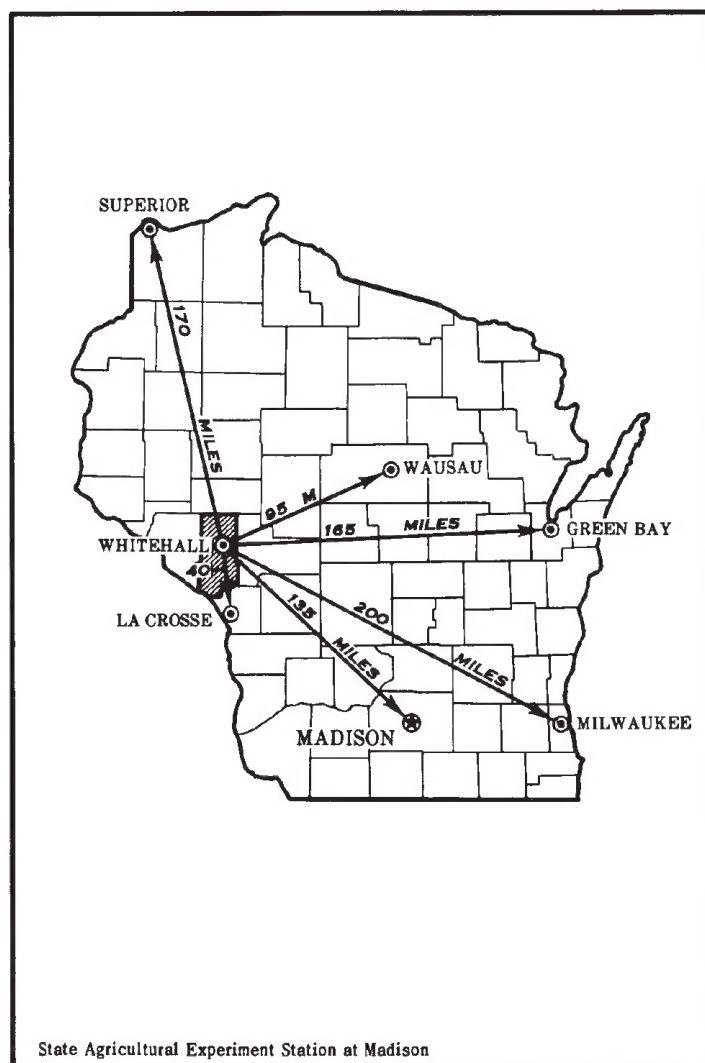 SUPERIOR
170 MILES
WAUSAU
95 M
165 MILES
GREEN BAY
WHITEHALL
40
LA CROSSE
135 MILES
200 MILES
MADISON
MILWAUKEE
State Agricultural Experiment Station at Madison